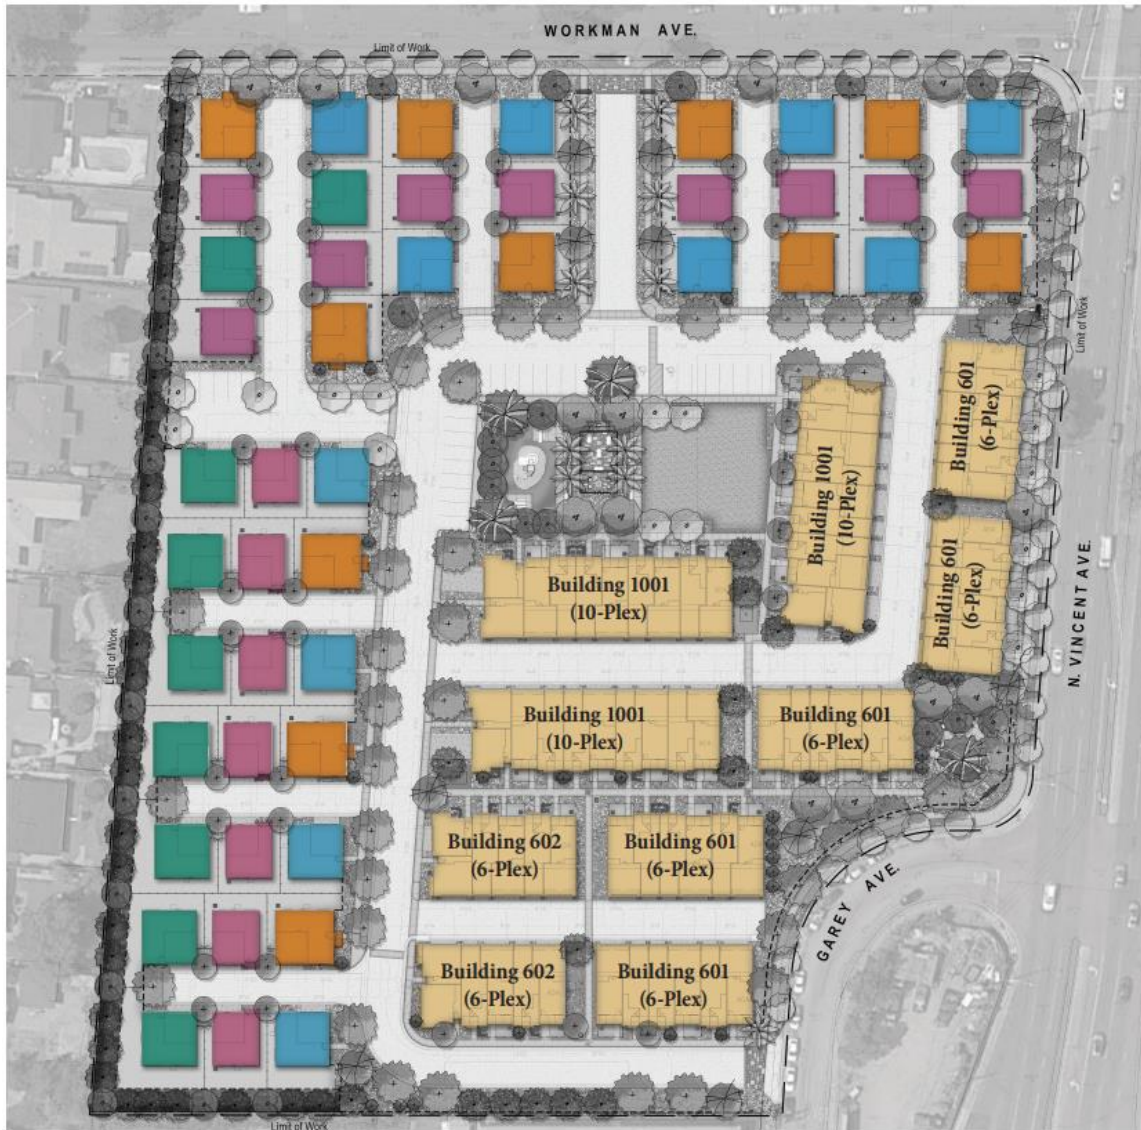 WORKMAN AVE.
Limit of Work
Limit of Work
Building 601
(6-Plex)
Building 1001
(10-Plex)
Building 601
(6-Plex)
Building 1001
(10-Plex)
N. VINCENT AVE.
Limit of Work
Building 1001
(10-Plex)
Building 601
(6-Plex)
Building 602
(6-Plex)
Building 601
(6-Plex)
GAREY AVE.
Building 602
(6-Plex)
Building 601
(6-Plex)
Limit of Work